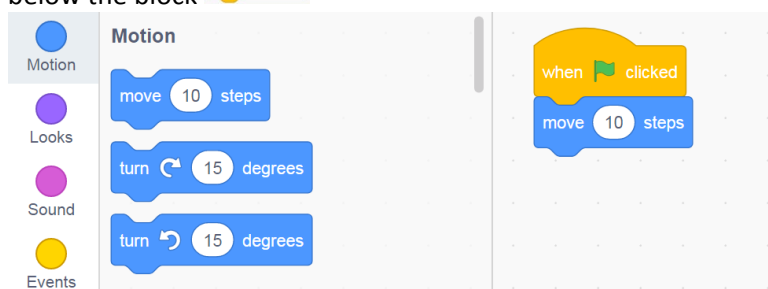 below the block
Motion
Motion
move 10 steps
turn 15 degrees
turn 15 degrees
Looks
Sound
Events
when clicked
move 10 steps